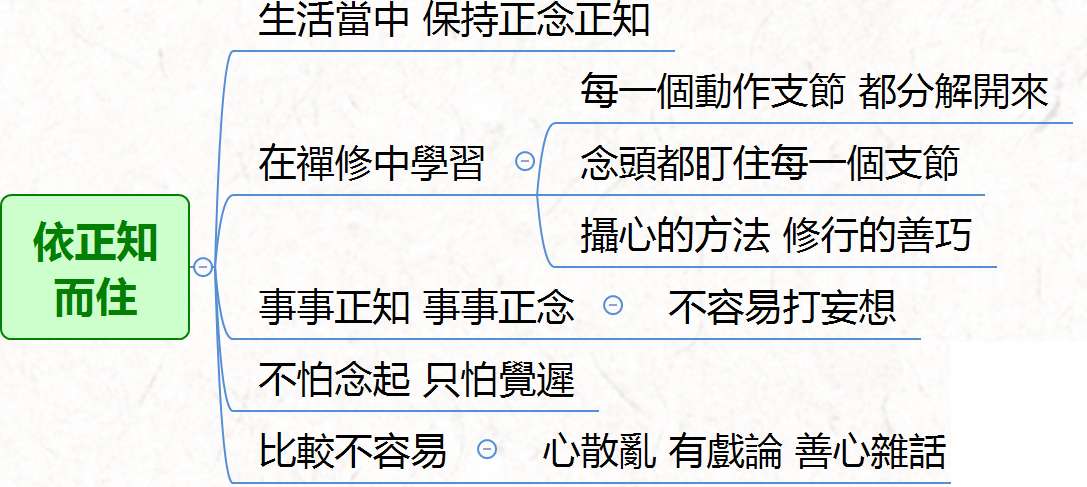 生活當中 保持正念正知
每一個動作支節 都分解開來
在禪修中學習
念頭都盯住每一個支節
攝心的方法 修行的善巧
依正知
而住
事事正知 事事正念
不容易打妄想
不怕念起 只怕覺遲
比較不容易
心散亂 有戲論 善心雜話